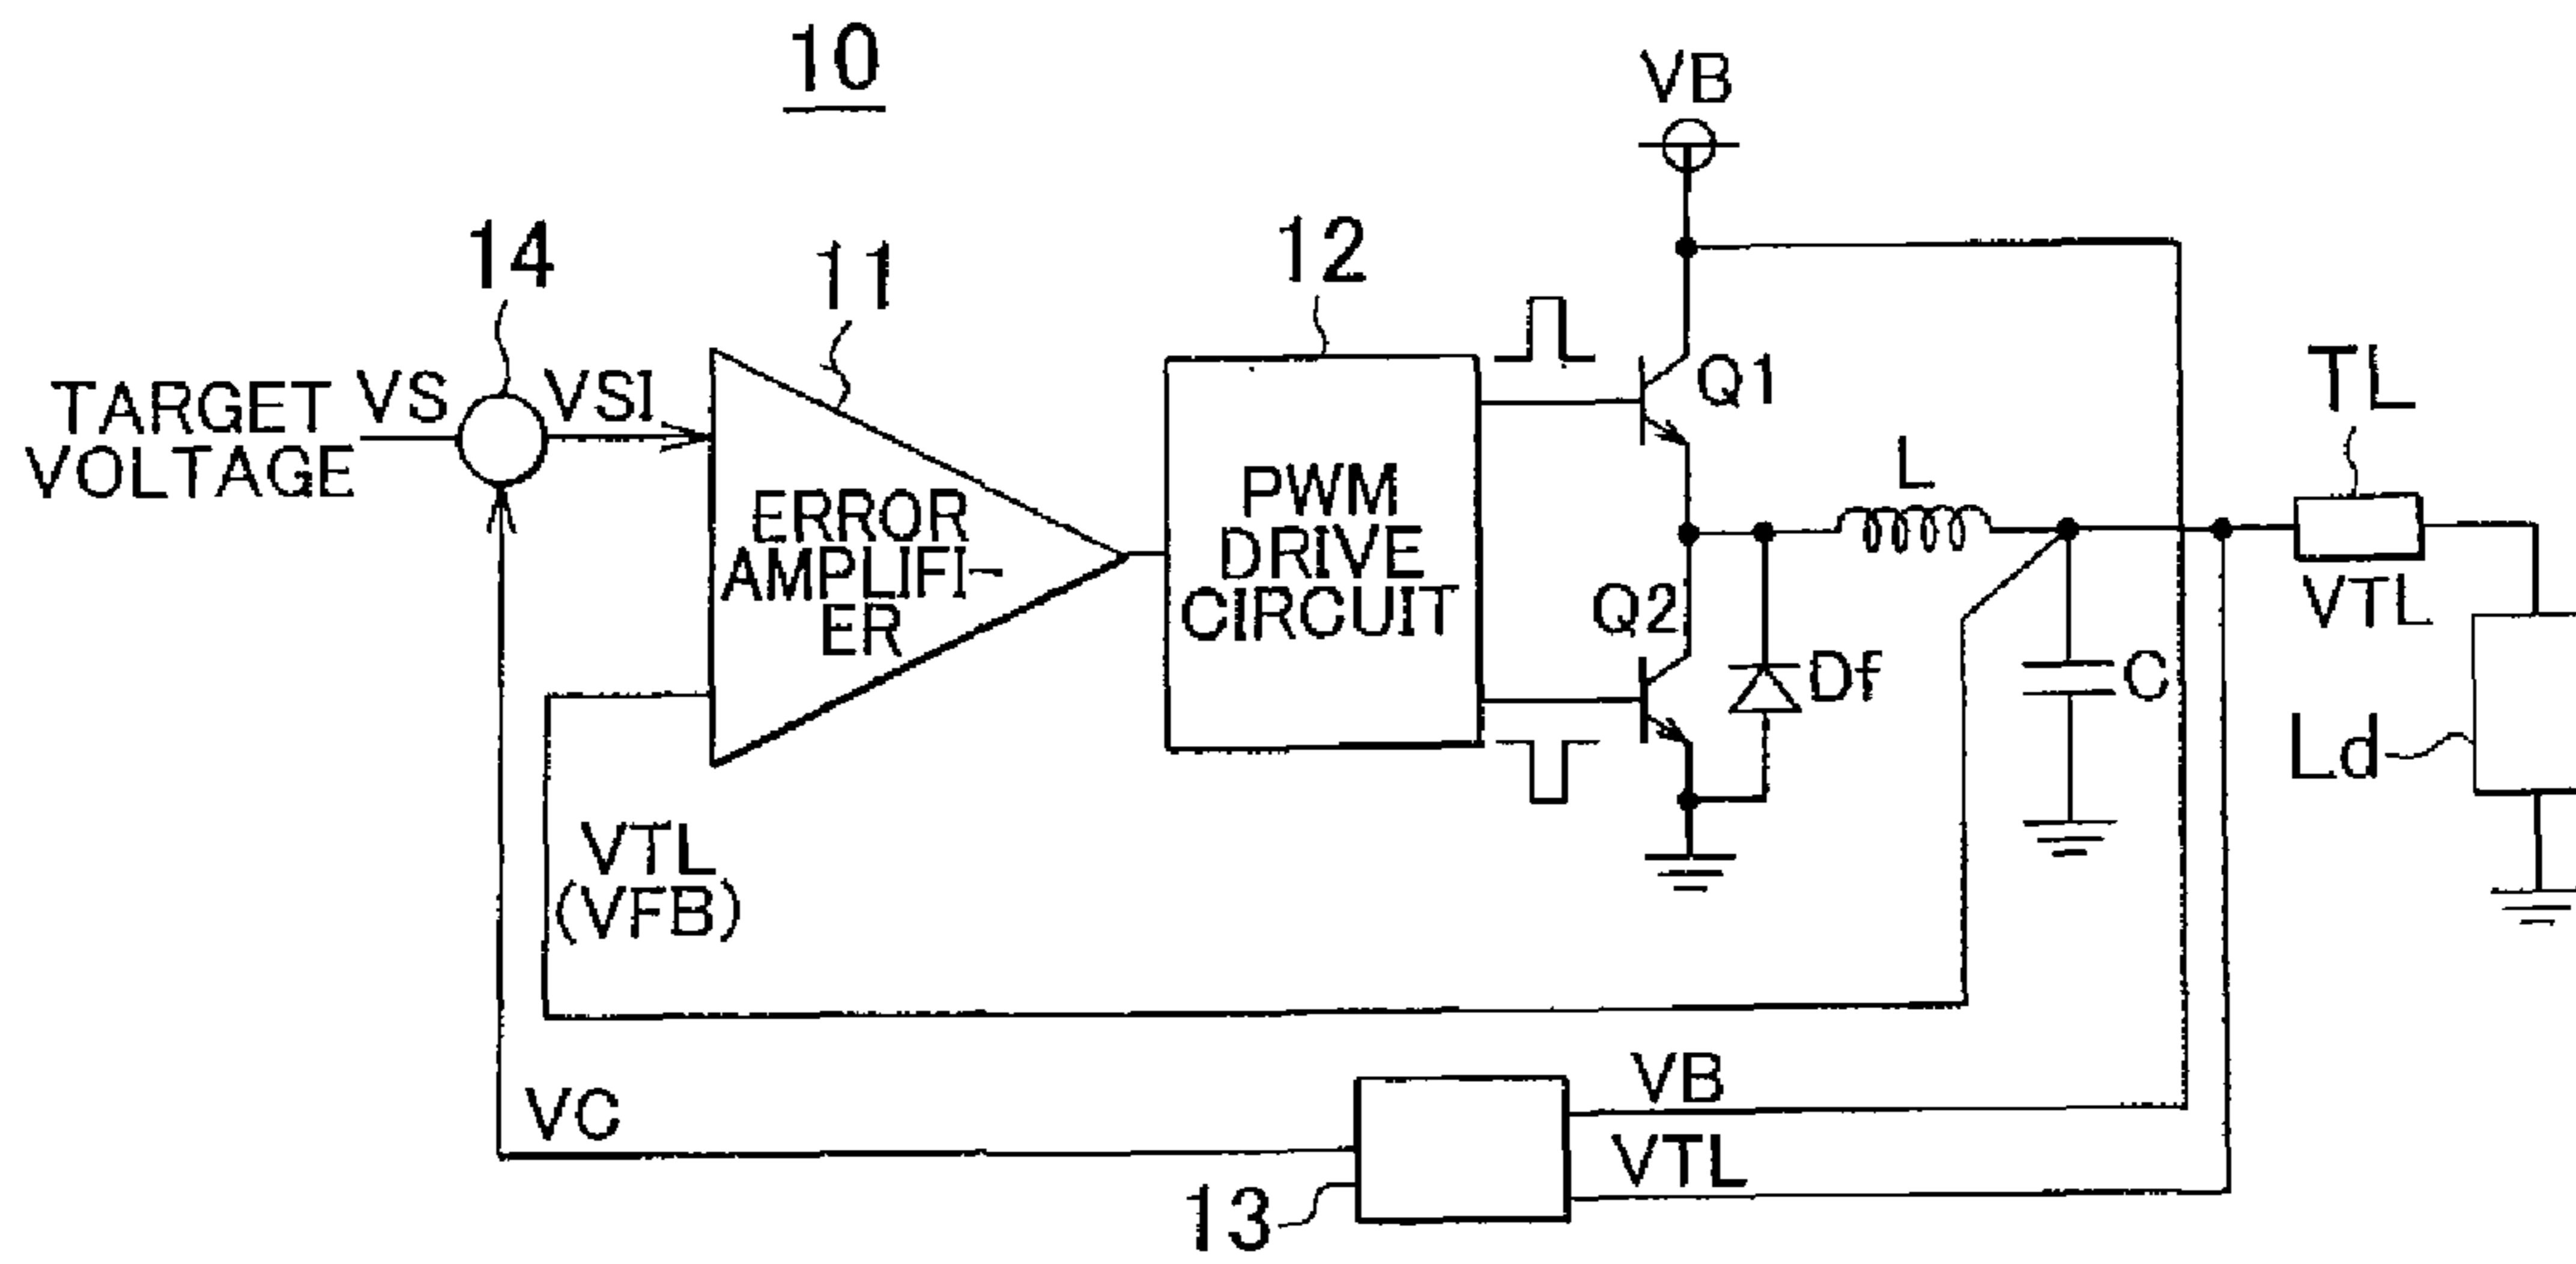 10
VB
14
11
12
TARGET
VOLTAGE
VS
VSI
ERROR
AMPLIFI-
ER
PWM
DRIVE
CIRCUIT
Q1
Q2
Df
L
C
TL
VTL
Ld
VTL
(VFB)
VC
VB
VTL
13